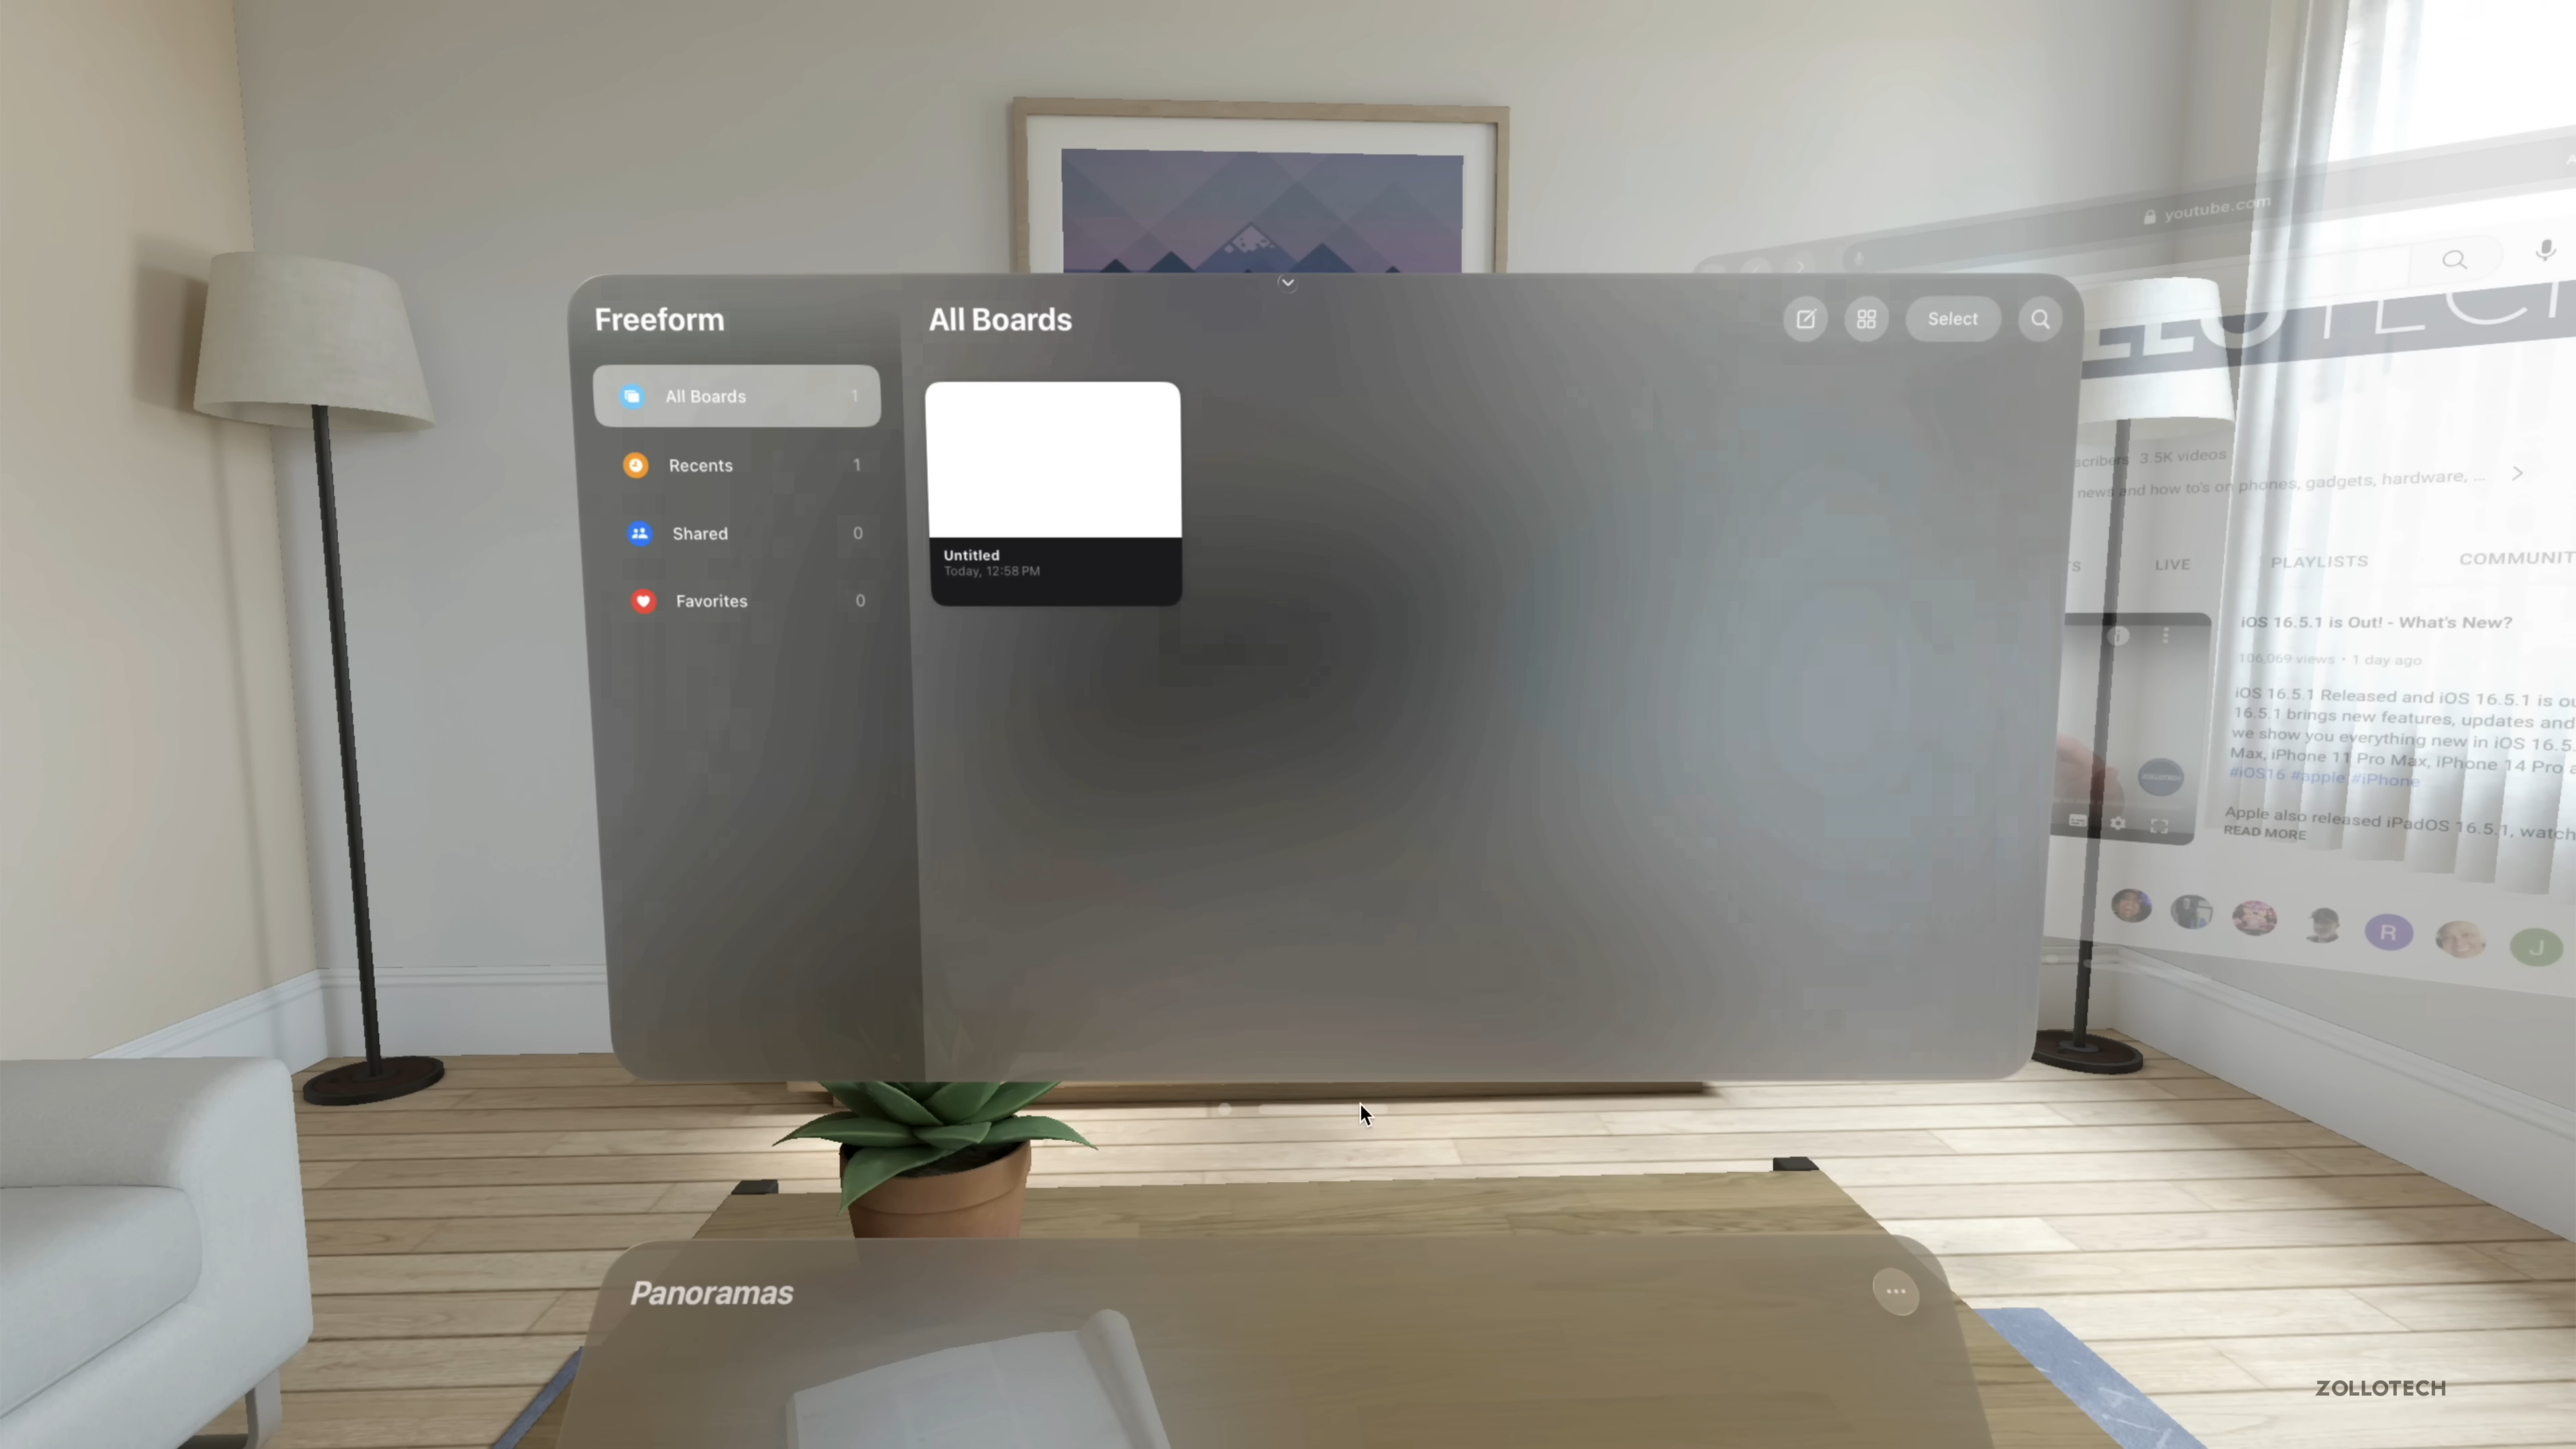 Freeform
All Boards 1
Recents 1
Shared 0
Favorites 0
All Boards
Select
Untitled
Today, 12:58 PM
youtube.com
3.5K videos
news and how to's on phones, gadgets, hardware, ...
LIVE
PLAYLISTS
iOS 16.5.1 is Out! - What's New?
106,069 views • 1 day ago
iOS 16.5.1 Released and iOS 16.5.1 is
16.5.1 brings new features, updates and
we show you everything new in iOS 16.5.
Max, iPhone 11 Pro Max, iPhone 14 Pro
#iOS16 #apple #iPhone
Apple also released iPadOS 16.5.1, watch
READ MORE
R
J
Panoramas
ZOLLOTECH